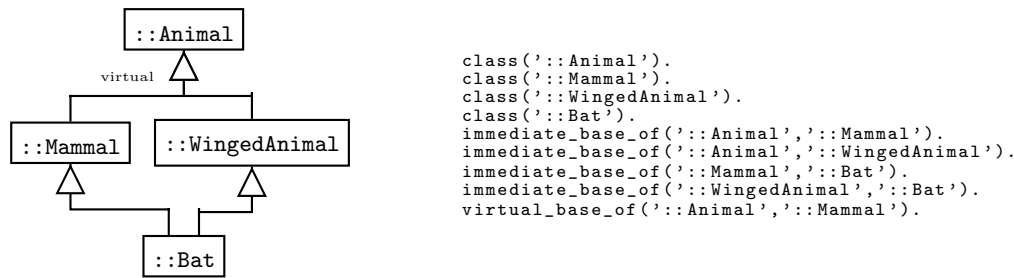 ::Animal
virtual
::Mammal
::WingedAnimal
::Bat
class('::Animal').
class('::Mammal').
class('::WingedAnimal').
class('::Bat').
immediate_base_of('::Animal','::Mammal').
immediate_base_of('::Animal','::WingedAnimal').
immediate_base_of('::Mammal','::Bat').
immediate_base_of('::WingedAnimal','::Bat').
virtual_base_of('::Animal','::Mammal').